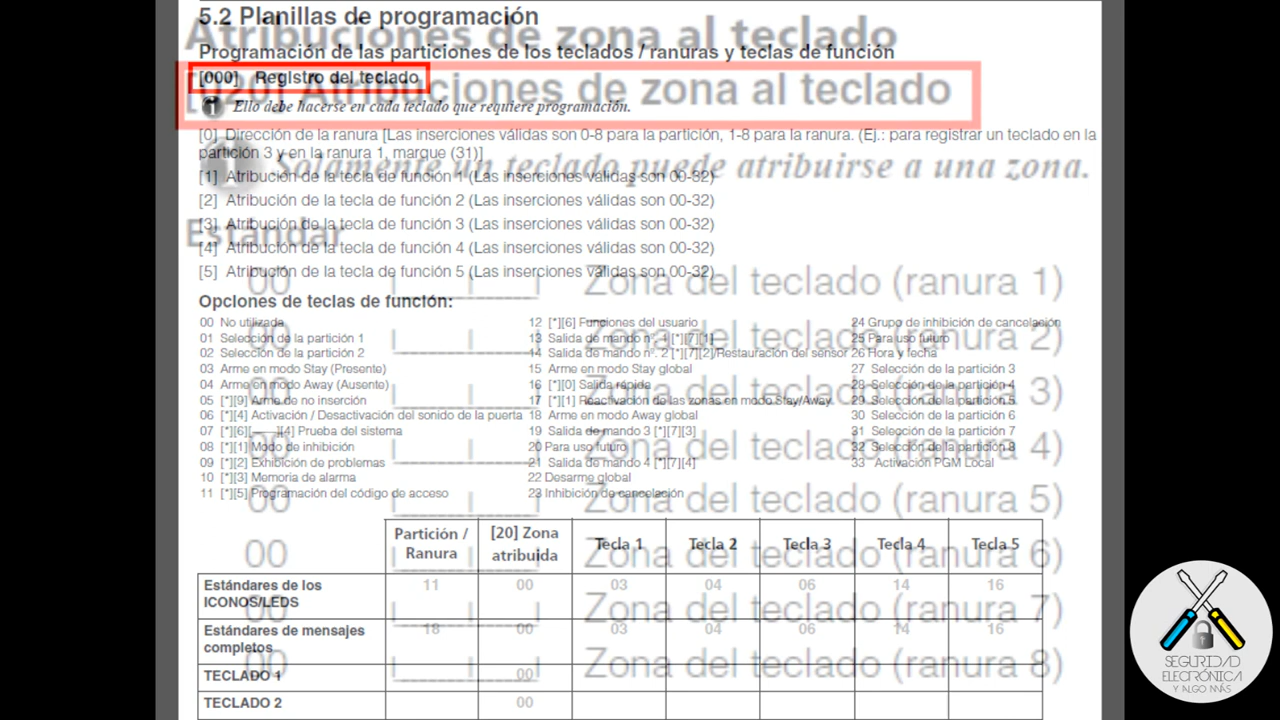 5.2 Planillas de programación
Atribuciones de zona al teclado
Programación de las particiones de los teclados / ranuras y teclas de función
[000] Registro del teclado
[020] Atribuciones de zona al teclado
Ello debe hacerse en cada teclado que requiere programación.
[0] Dirección de la ranura [Las inserciones válidas son 0-8 para la partición, 1-8 para la ranura. (Ej.: para registrar un teclado en la
partición 3 y en la ranura 1, marque (31)]
Solamente un teclado puede atribuirse a una zona.
[1] Atribución de la tecla de función 1 (Las inserciones válidas son 00-32)
[2] Atribución de la tecla de función 2 (Las inserciones válidas son 00-32)
[3] Atribución de la tecla de función 3 (Las inserciones válidas son 00-32)
Estándar
[4] Atribución de la tecla de función 4 (Las inserciones válidas son 00-32)
[5] Atribución de la tecla de función 5 (Las inserciones válidas son 00-32)
00 Zona del teclado (ranura 1)
Opciones de teclas de función:
00 No utilizada 12 [*][6] Funciones del usuario 24 Grupo de inhibición de cancelación
00 Zona del teclado (ranura 2)
01 Selección de la partición 1 13 Salida de mando nº. 1 [*][7][1] 25 Para uso futuro
02 Selección de la partición 2 14 Salida de mando nº. 2 [*][7][2]/Restauración del sensor 26 Hora y fecha
03 Arme en modo Stay (Presente) 15 Arme en modo Stay global 27 Selección de la partición 3
04 Arme en modo Away (Ausente) 16 [*][0] Salida rápida 28 Selección de la partición 4
00 Zona del teclado (ranura 3)
05 [*][9] Arme de no inserción 17 [*][1] Reactivación de las zonas en modo Stay/Away 29 Selección de la partición 5
06 [*][4] Activación / Desactivación del sonido de la puerta 18 Arme en modo Away global 30 Selección de la partición 6
07 [*][6][____][4] Prueba del sistema 19 Salida de mando 3 [*][7][3] 31 Selección de la partición 7
08 [*][1] Modo de inhibición 20 Para uso futuro 32 Selección de la partición 8
00 Zona del teclado (ranura 4)
09 [*][2] Exhibición de problemas 21 Salida de mando 4 [*][7][4] 33 Activación PGM Local
10 [*][3] Memoria de alarma 22 Desarme global
11 [*][5] Programación del código de acceso 23 Inhibición de cancelación
00 Zona del teclado (ranura 5)
Partición / Ranura [20] Zona atribuida Tecla 1 Tecla 2 Tecla 3 Tecla 4 Tecla 5
00 Zona del teclado (ranura 6)
Estándares de los ICONOS/LEDS 11 00 03 04 06 14 16
00 Zona del teclado (ranura 7)
Estándares de mensajes completos 18 00 03 04 06 14 16
00 Zona del teclado (ranura 8)
TECLADO 1 00
TECLADO 2 00
SEGURIDAD
ELECTRÓNICA
Y ALGO MÁS